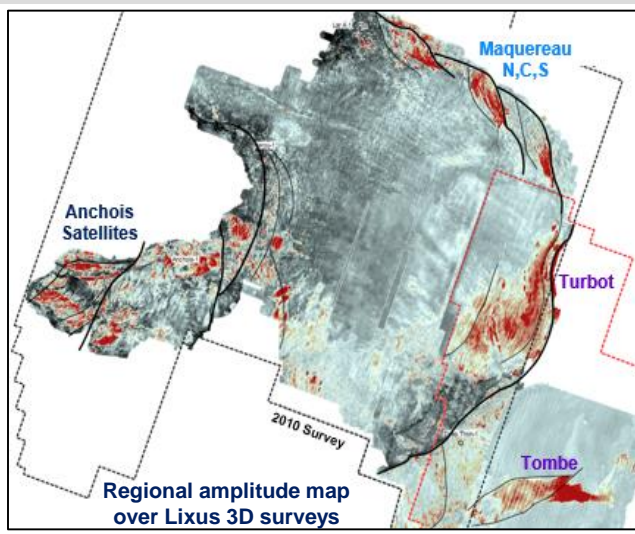 Maquereau
N,C,S
Anchois
Satellites
Turbot
2010 Survey
Tombe
Regional amplitude map
over Lixus 3D surveys